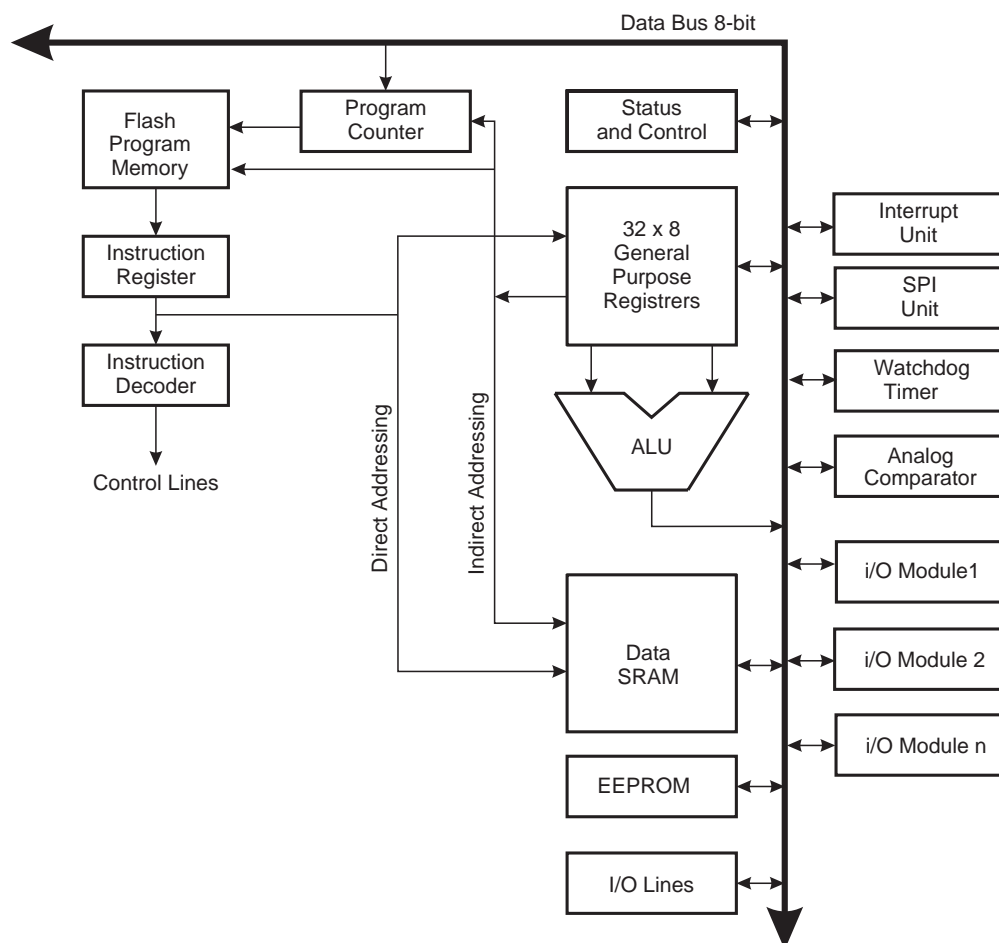 Data Bus 8-bit
Flash
Program
Memory
Program
Counter
Status
and Control
32 x 8
General
Purpose
Registrers
Interrupt
Unit
Instruction
Register
SPI
Unit
Instruction
Decoder
Watchdog
Timer
ALU
Analog
Comparator
Control Lines
Direct Addressing
Indirect Addressing
i/O Module1
Data
SRAM
i/O Module 2
i/O Module n
EEPROM
I/O Lines